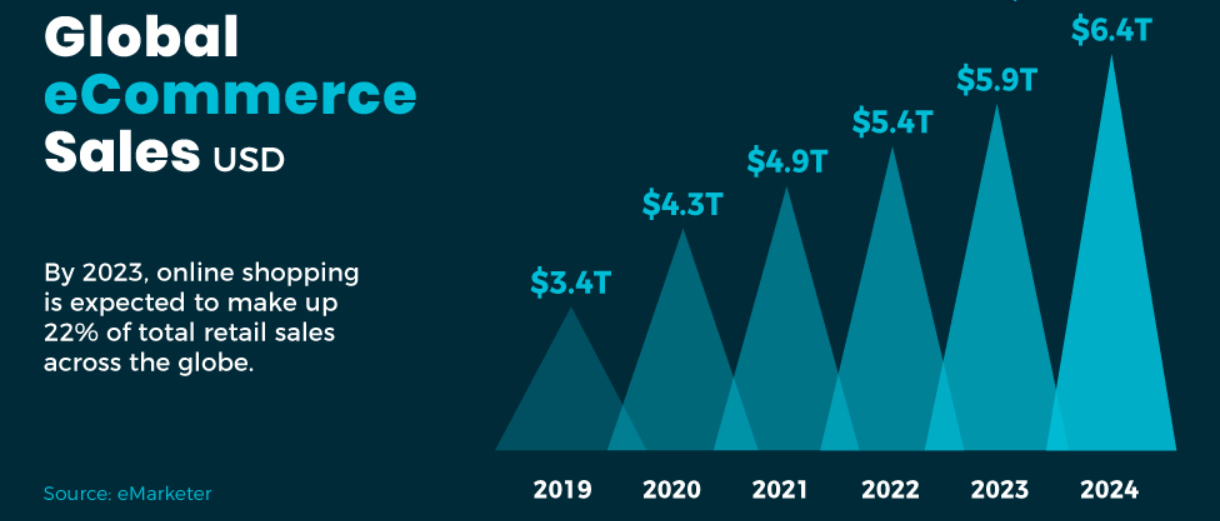 Global
eCommerce
Sales USD
By 2023, online shopping
is expected to make up
22% of total retail sales
across the globe.
Source: eMarketer
$3.4T
$4.3T
$4.9T
$5.4T
$5.9T
$6.4T
2019 2020 2021 2022 2023 2024